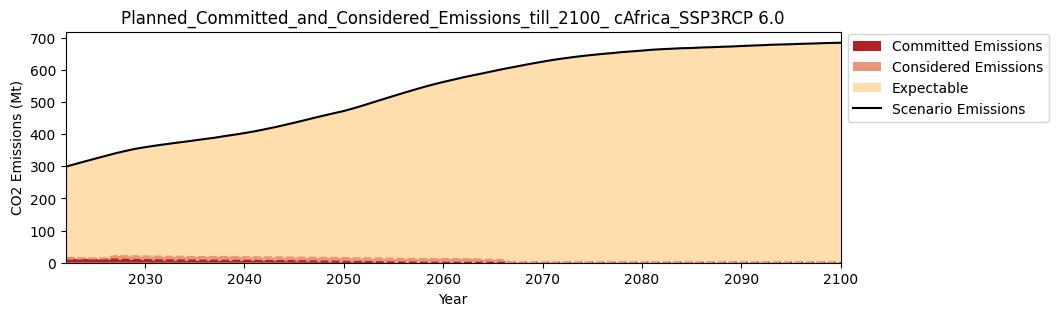 Planned_Committed_and_Considered_Emissions_till_2100_ cAfrica_SSP3RCP 6.0
700
600
500
400
300
200
100
0
CO2 Emissions (Mt)
2030
2040
2050
2060
2070
2080
2090
2100
Year
Committed Emissions
Considered Emissions
Expectable
Scenario Emissions